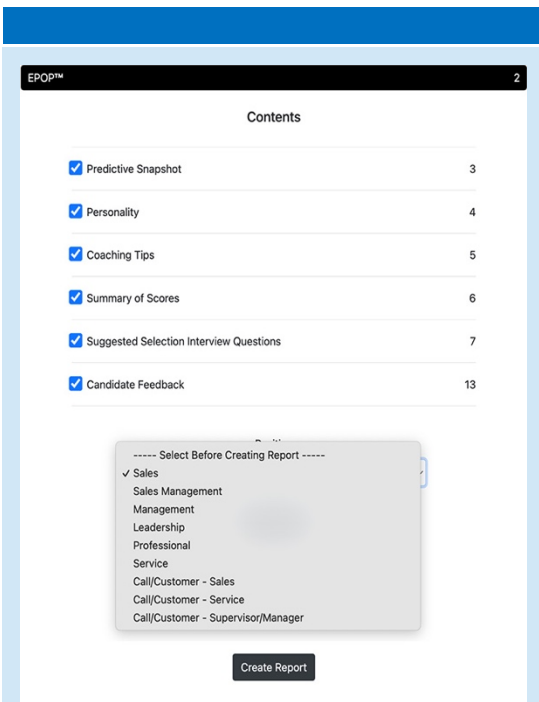 EPOP™ 2
Contents
Predictive Snapshot 3
Personality 4
Coaching Tips 5
Summary of Scores 6
Suggested Selection Interview Questions 7
Candidate Feedback 13
----- Select Before Creating Report -----
✓ Sales
Sales Management
Management
Leadership
Professional
Service
Call/Customer - Sales
Call/Customer - Service
Call/Customer - Supervisor/Manager
Create Report